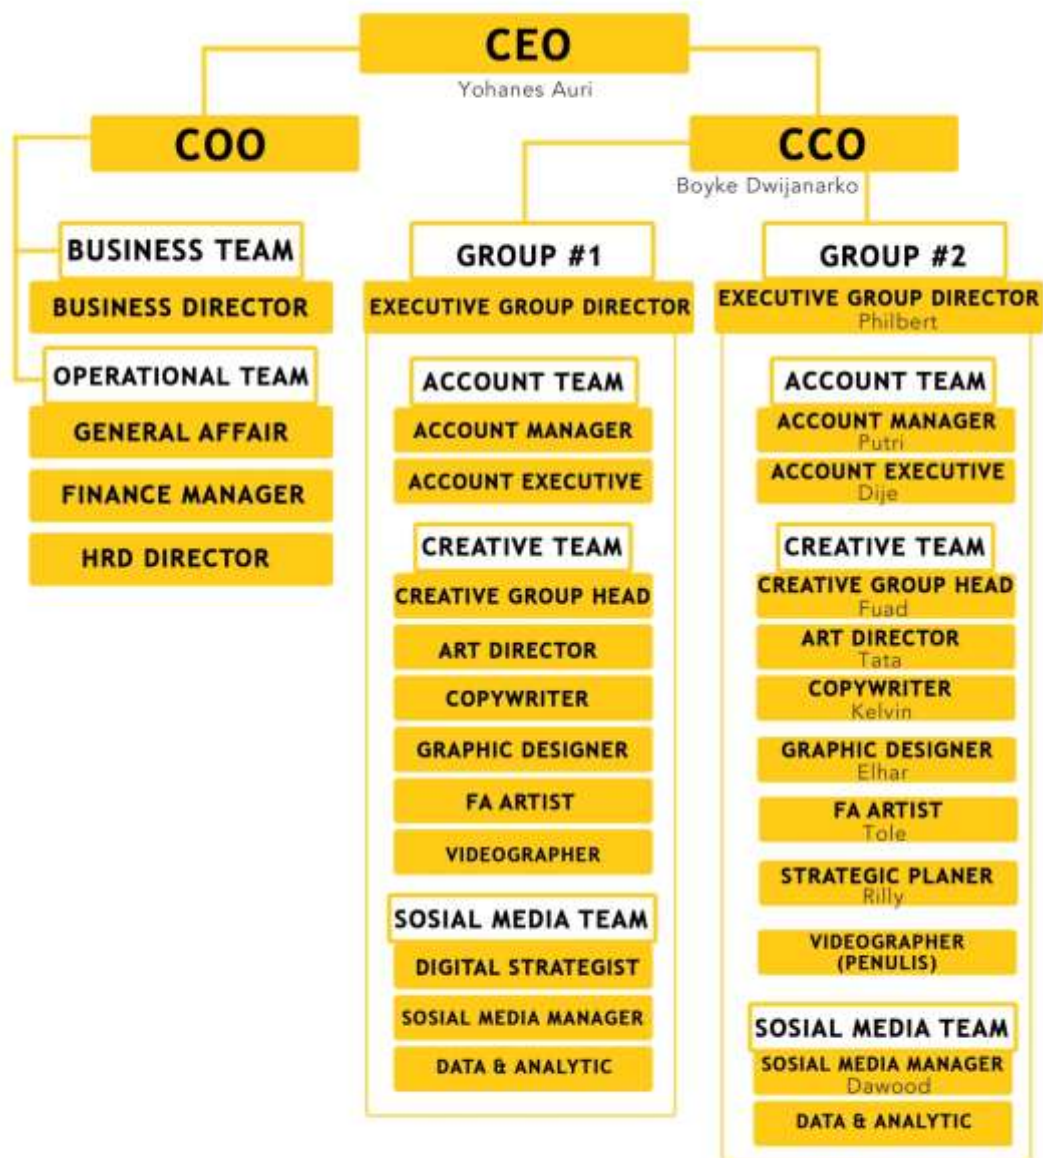 CEO
Yohanes Auri
COO
CCO
Boyke Dwijanarko
BUSINESS TEAM
BUSINESS DIRECTOR
OPERATIONAL TEAM
GENERAL AFFAIR
FINANCE MANAGER
HRD DIRECTOR
GROUP #1
EXECUTIVE GROUP DIRECTOR
ACCOUNT TEAM
ACCOUNT MANAGER
ACCOUNT EXECUTIVE
CREATIVE TEAM
CREATIVE GROUP HEAD
ART DIRECTOR
COPYWRITER
GRAPHIC DESIGNER
FA ARTIST
VIDEOGRAPHER
SOSIAL MEDIA TEAM
DIGITAL STRATEGIST
SOSIAL MEDIA MANAGER
DATA & ANALYTIC
GROUP #2
EXECUTIVE GROUP DIRECTOR
Philbert
ACCOUNT TEAM
ACCOUNT MANAGER
Putri
ACCOUNT EXECUTIVE
Dije
CREATIVE TEAM
CREATIVE GROUP HEAD
Fuad
ART DIRECTOR
Tata
COPYWRITER
Kelvin
GRAPHIC DESIGNER
Elhar
FA ARTIST
Tole
STRATEGIC PLANER
Rilly
VIDEOGRAPHER
(PENULIS)
SOSIAL MEDIA TEAM
SOSIAL MEDIA MANAGER
Dawood
DATA & ANALYTIC